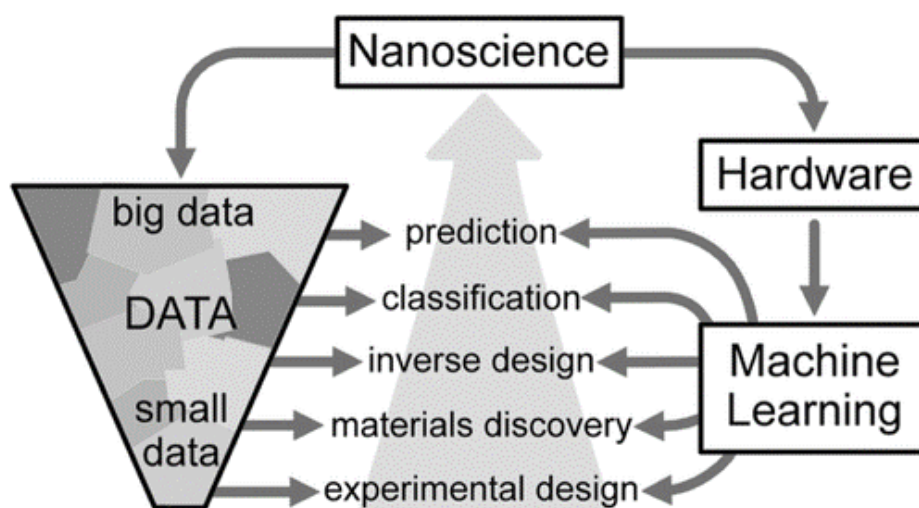 Nanoscience
Hardware
big data
DATA
small
data
prediction
classification
inverse design
materials discovery
experimental design
Machine
Learning